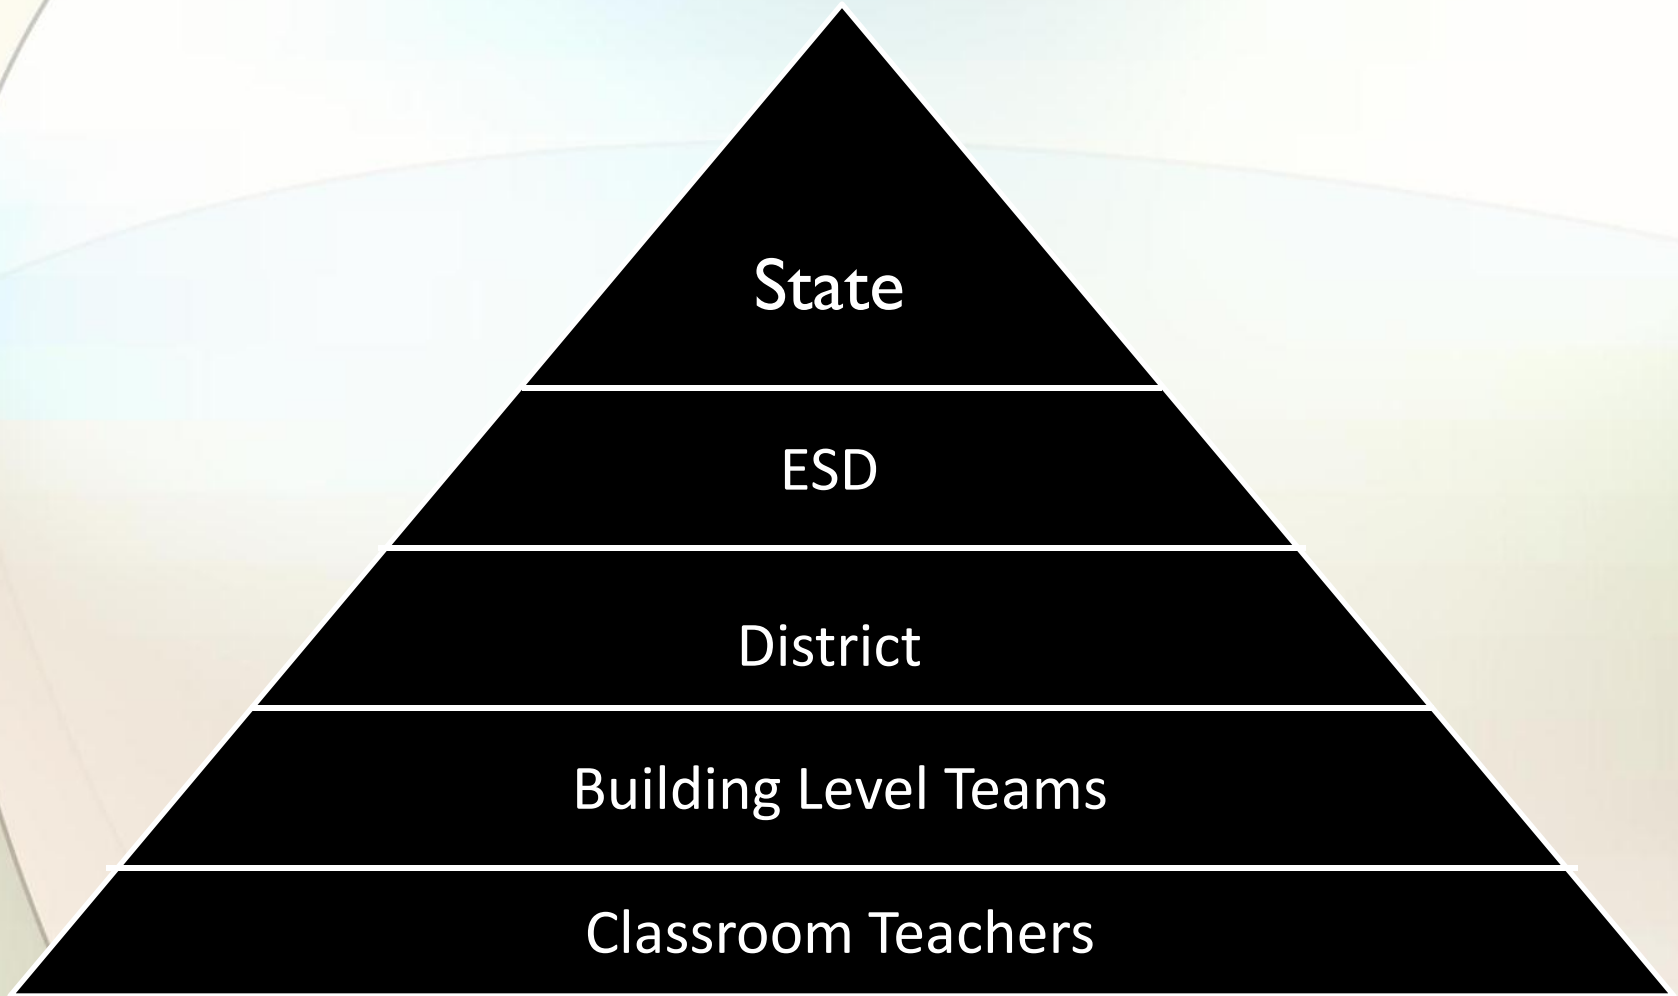 State
ESD
District
Building Level Teams
Classroom Teachers